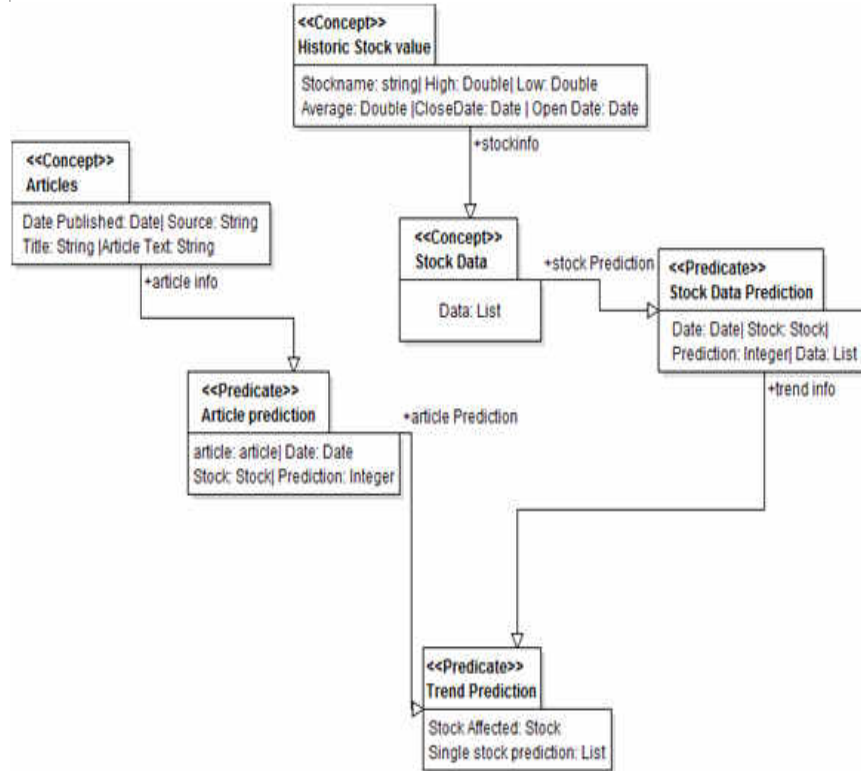 <<Concept>>
Historic Stock value
Stockname: string| High: Double| Low: Double
Average: Double |CloseDate: Date | Open Date: Date
+stockinfo
<<Concept>>
Articles
Date Published: Date| Source: String
Title: String |Article Text: String
+article info
<<Concept>>
Stock Data
Data: List
+stock Prediction
<<Predicate>>
Stock Data Prediction
Date: Date| Stock: Stock|
Prediction: Integer| Data: List
+trend info
<<Predicate>>
Article prediction
article: article| Date: Date
Stock: Stock| Prediction: Integer
+article Prediction
<<Predicate>>
Trend Prediction
Stock Affected: Stock
Single stock prediction: List